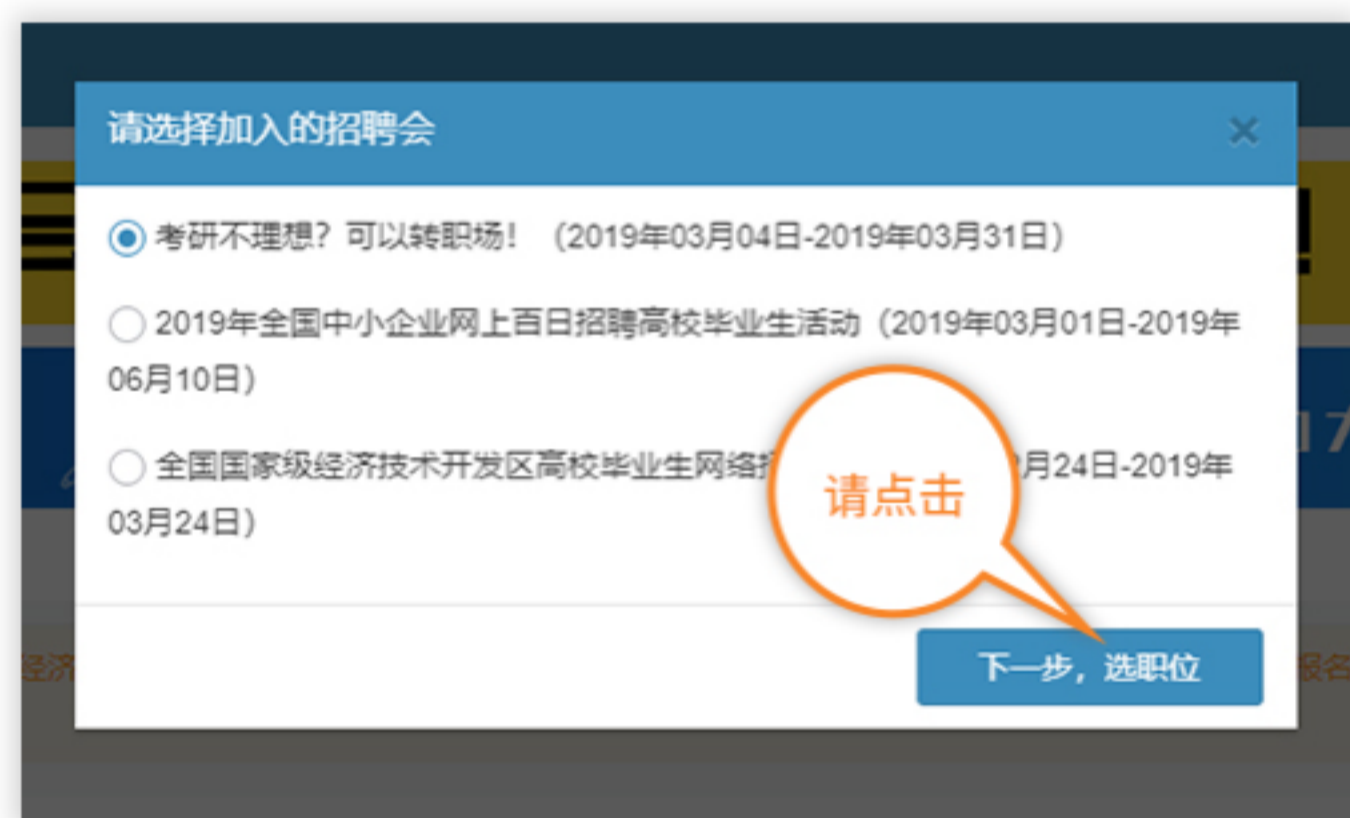 请选择加入的招聘会
×
考研不理想？可以转职场！（2019年03月04日-2019年03月31日）
2019年全国中小企业网上百日招聘高校毕业生活动（2019年03月01日-2019年
06月10日）
全国国家级经济技术开发区高校毕业生网络 月24日-2019年
03月24日）
请点击
下一步，选职位
经济
报名
17